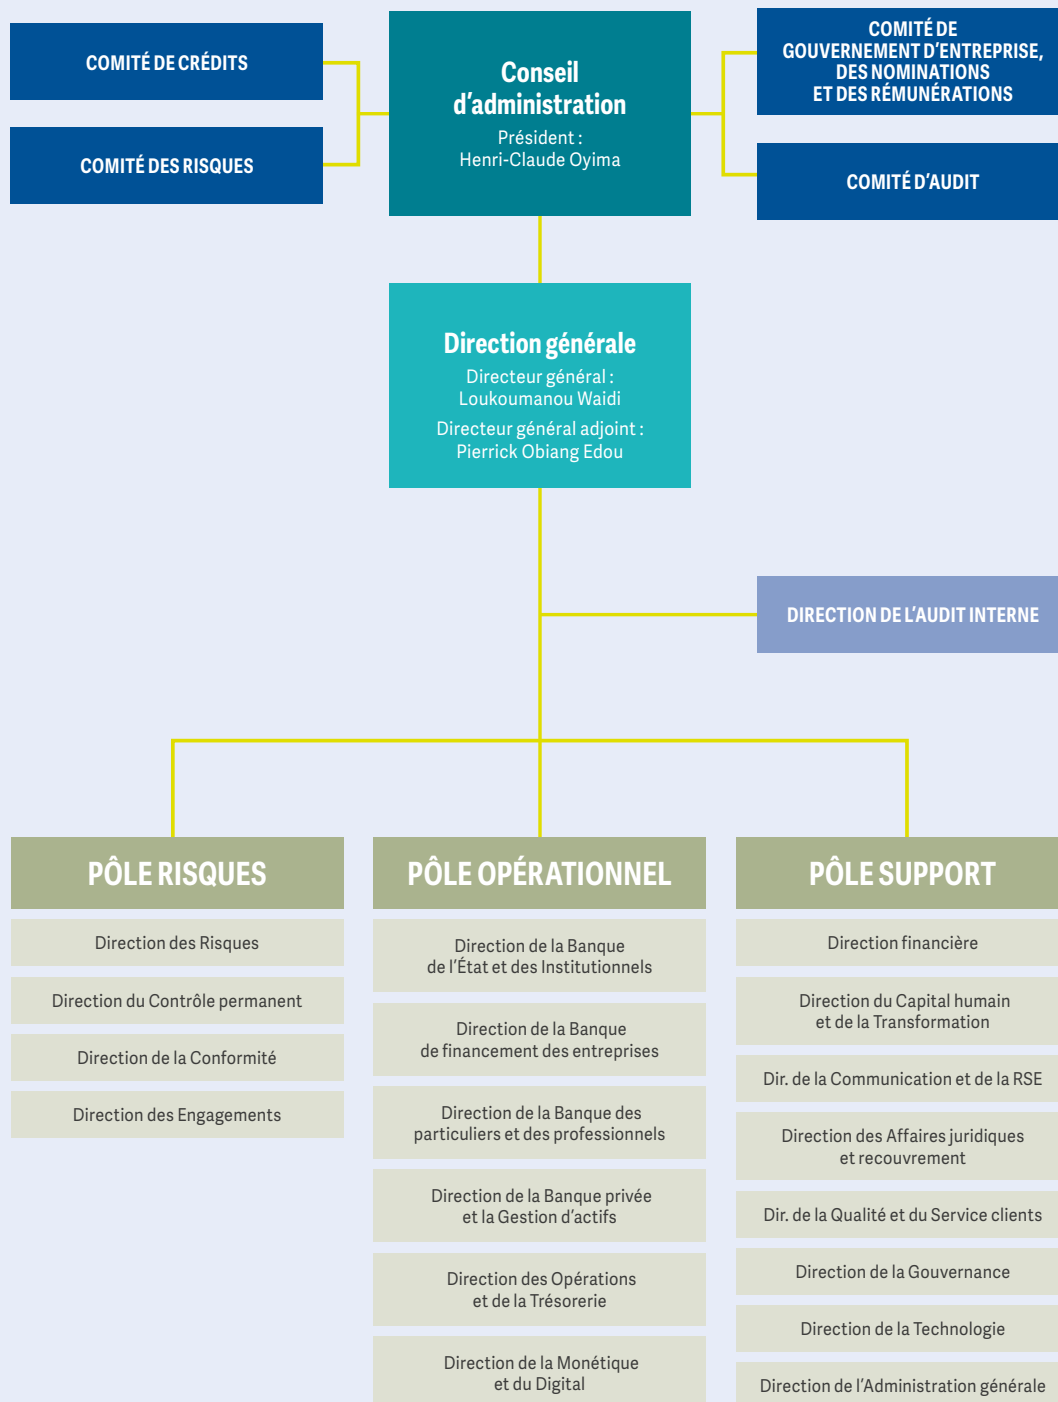 COMITÉ DE CRÉDITS
COMITÉ DES RISQUES
Conseil
d'administration
Président :
Henri-Claude Oyima
COMITÉ DE
GOUVERNEMENT D'ENTREPRISE,
DES NOMINATIONS
ET DES RÉMUNÉRATIONS
COMITÉ D'AUDIT
Direction générale
Directeur général :
Loukoumanou Waidi
Directeur général adjoint :
Pierrick Obiang Edou
DIRECTION DE L'AUDIT INTERNE
PÔLE RISQUES
Direction des Risques
Direction du Contrôle permanent
Direction de la Conformité
Direction des Engagements
PÔLE OPÉRATIONNEL
Direction de la Banque
de l'État et des Institutionnels
Direction de la Banque
de financement des entreprises
Direction de la Banque des
particuliers et des professionnels
Direction de la Banque privée
et la Gestion d'actifs
Direction des Opérations
et de la Trésorerie
Direction de la Monétique
et du Digital
PÔLE SUPPORT
Direction financière
Direction du Capital humain
et de la Transformation
Dir. de la Communication et de la RSE
Direction des Affaires juridiques
et recouvrement
Dir. de la Qualité et du Service clients
Direction de la Gouvernance
Direction de la Technologie
Direction de l'Administration générale